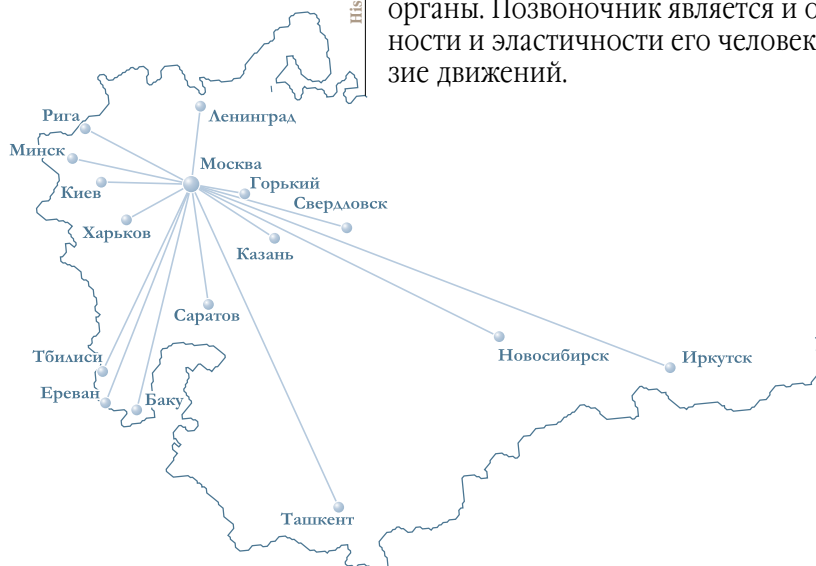 His
органы. Позвоночник является и о
ности и эластичности его человек
зие движений.
Ленинград
Рига
Минск
Москва
Горький
Киев
Свердловск
Харьков
Казань
Саратов
Тбилиси
Новосибирск
Иркутск
Ереван
Баку
Ташкент